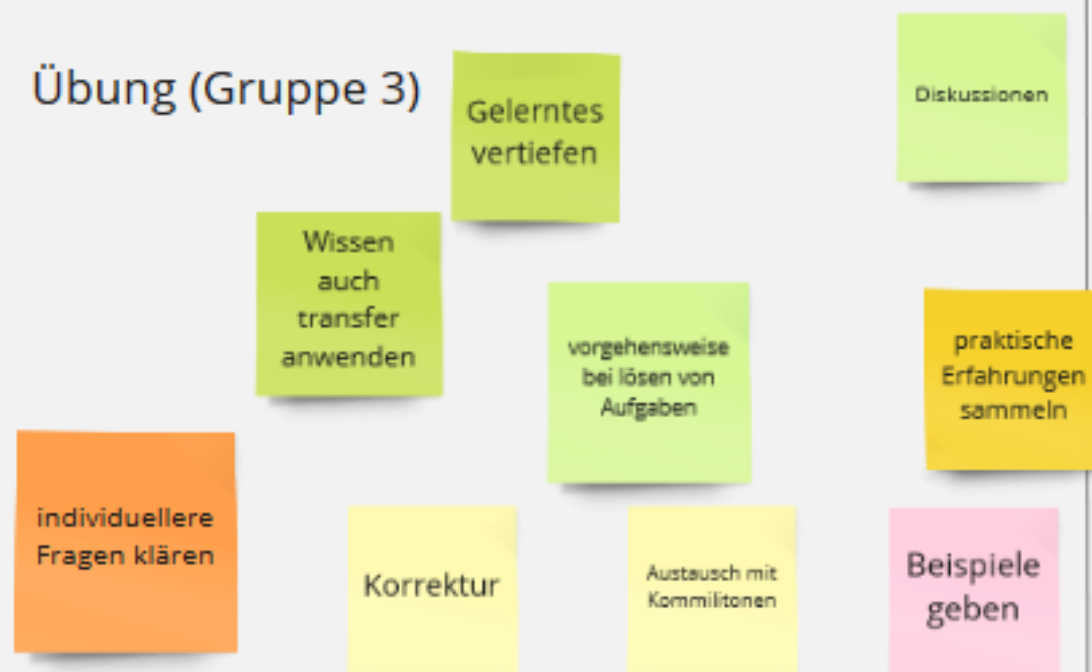 Übung (Gruppe 3)
Gelerntes
vertiefen
Diskussionen
Wissen
auch
transfer
anwenden
vorgehensweise
bei lösen von
Aufgaben
praktische
Erfahrungen
sammeln
individuellere
Fragen klären
Korrektur
Austausch mit
Kommilitonen
Beispiele
geben